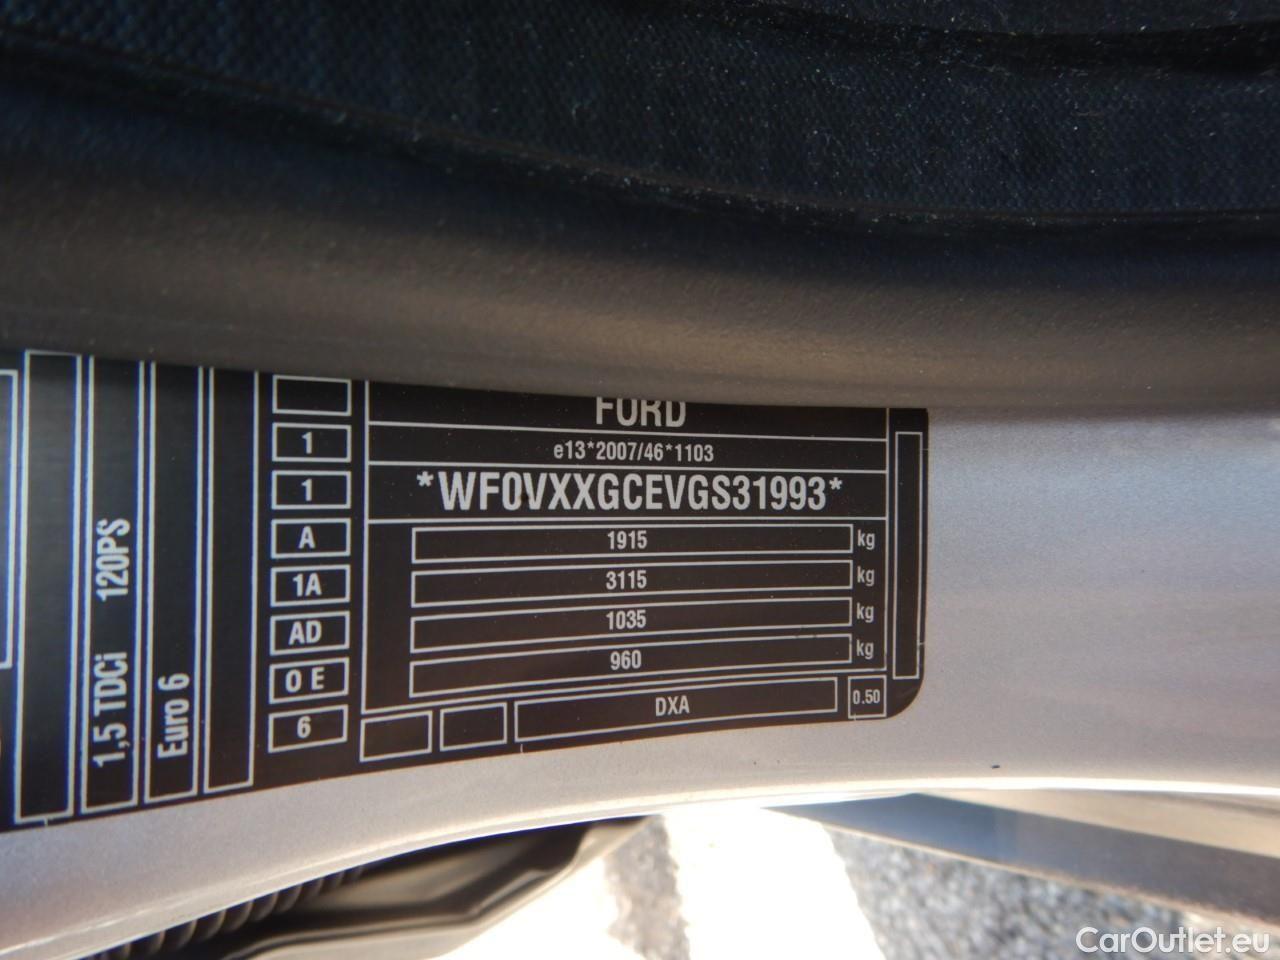 FORD
e13*2007/46*1103
*WF0VXXGCEVGS31993*
1915 kg
3115 kg
1035 kg
960 kg
DXA 0.50
1
1
A
1A
AD
0 E
6
1,5 TDCi 120PS
Euro 6
CarOutlet.eu